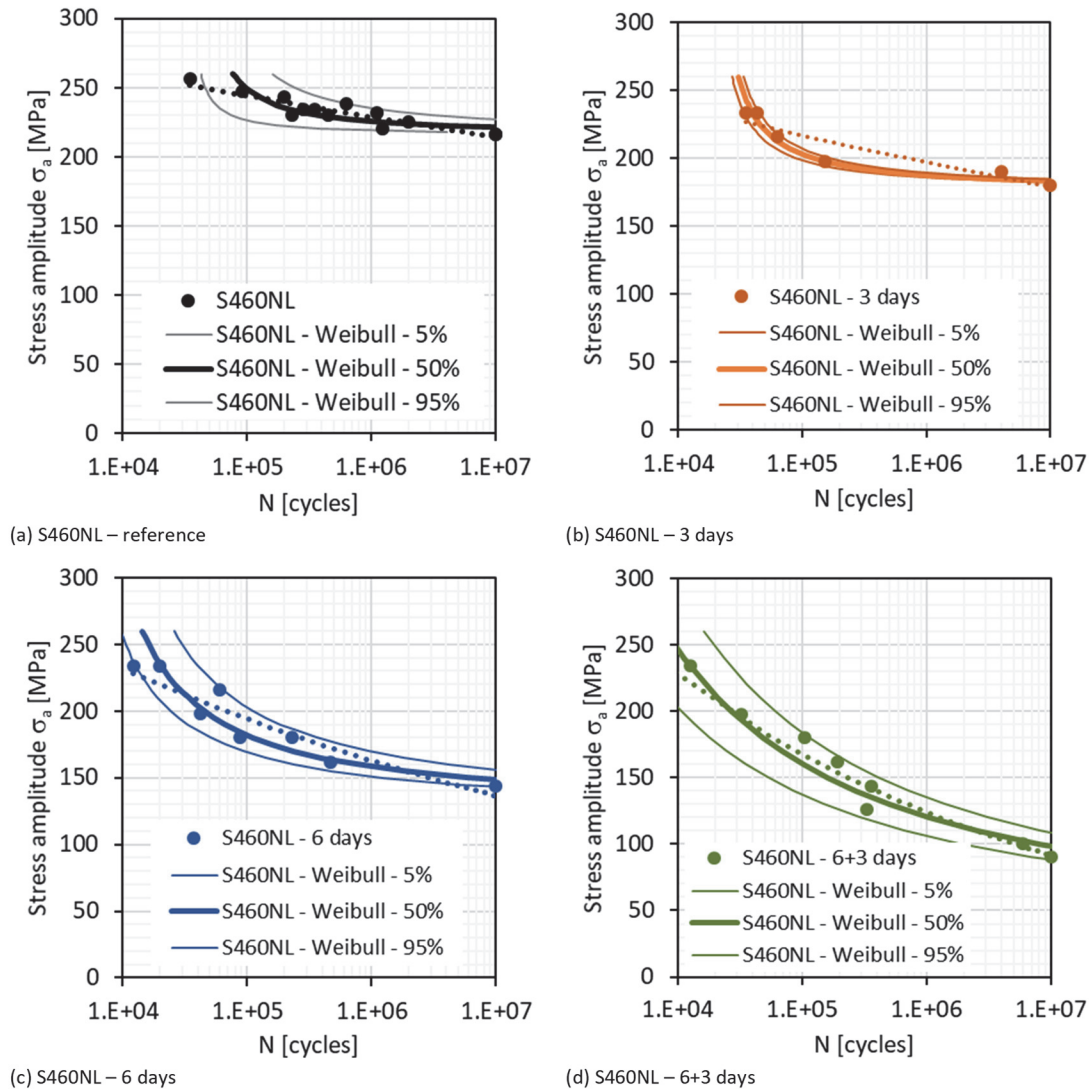 300
250
200
150
100
50
0
Stress amplitude σa [MPa]
S460NL
S460NL - Weibull - 5%
S460NL - Weibull - 50%
S460NL - Weibull - 95%
1.E+04 1.E+05 1.E+06 1.E+07
N [cycles]
(a) S460NL – reference
300
250
200
150
100
50
0
Stress amplitude σa [MPa]
S460NL - 3 days
S460NL - Weibull - 5%
S460NL - Weibull - 50%
S460NL - Weibull - 95%
1.E+04 1.E+05 1.E+06 1.E+07
N [cycles]
(b) S460NL – 3 days
300
250
200
150
100
50
0
Stress amplitude σa [MPa]
S460NL - 6 days
S460NL - Weibull - 5%
S460NL - Weibull - 50%
S460NL - Weibull - 95%
1.E+04 1.E+05 1.E+06 1.E+07
N [cycles]
(c) S460NL – 6 days
300
250
200
150
100
50
0
Stress amplitude σa [MPa]
S460NL - 6+3 days
S460NL - Weibull - 5%
S460NL - Weibull - 50%
S460NL - Weibull - 95%
1.E+04 1.E+05 1.E+06 1.E+07
N [cycles]
(d) S460NL – 6+3 days